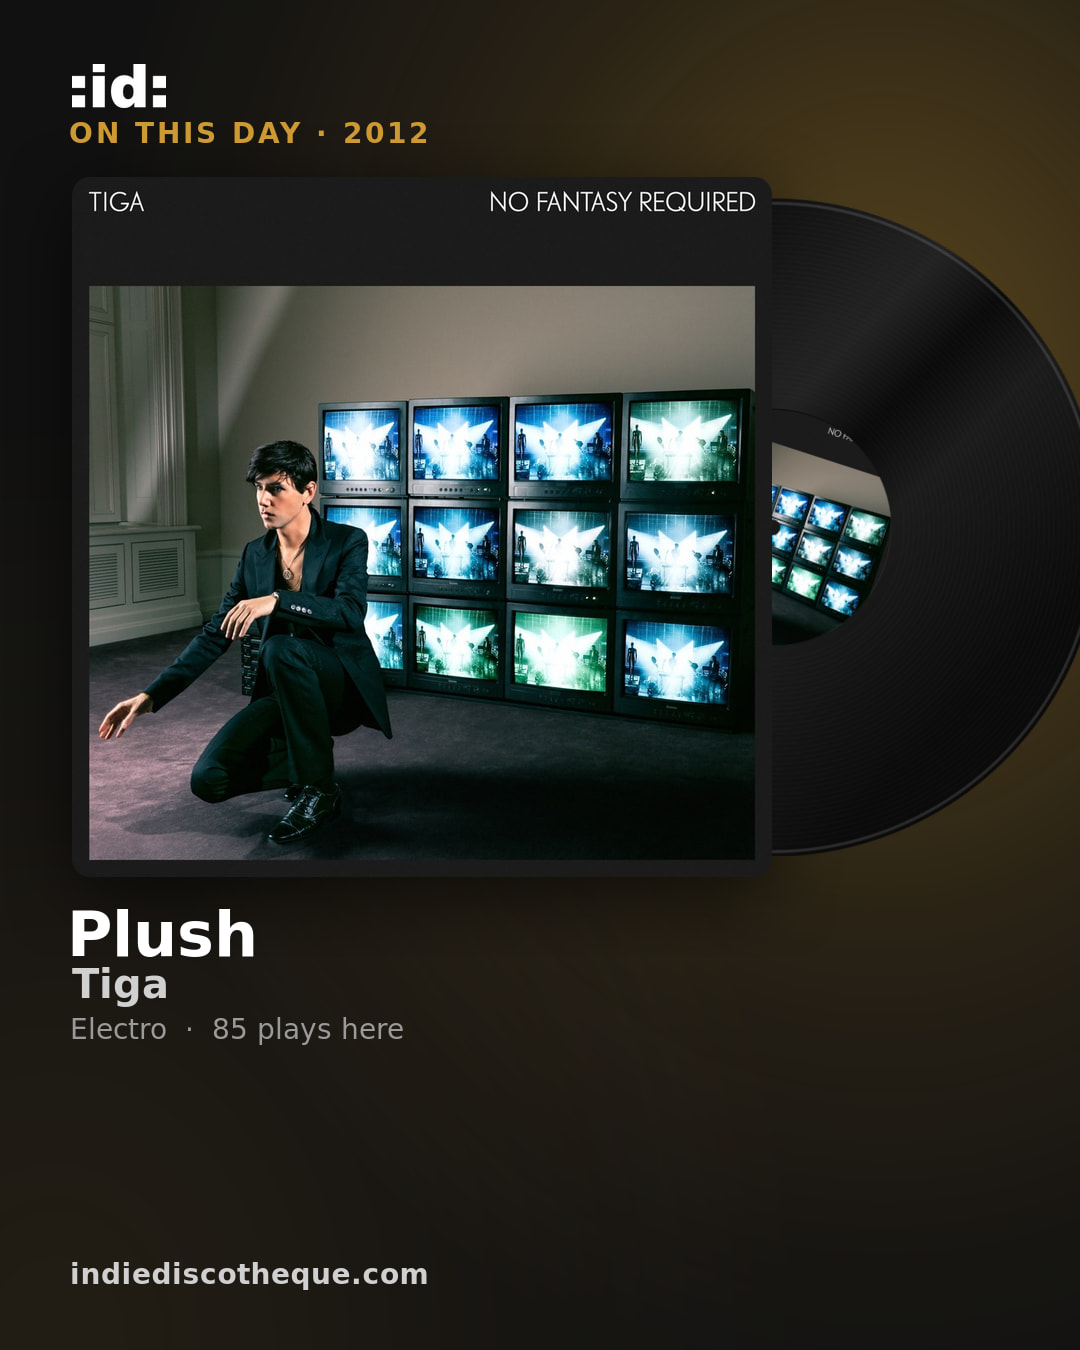 :id:
ON THIS DAY · 2012
TIGA
NO FANTASY REQUIRED
Plush
Tiga
Electro · 85 plays here
indiediscotheque.com